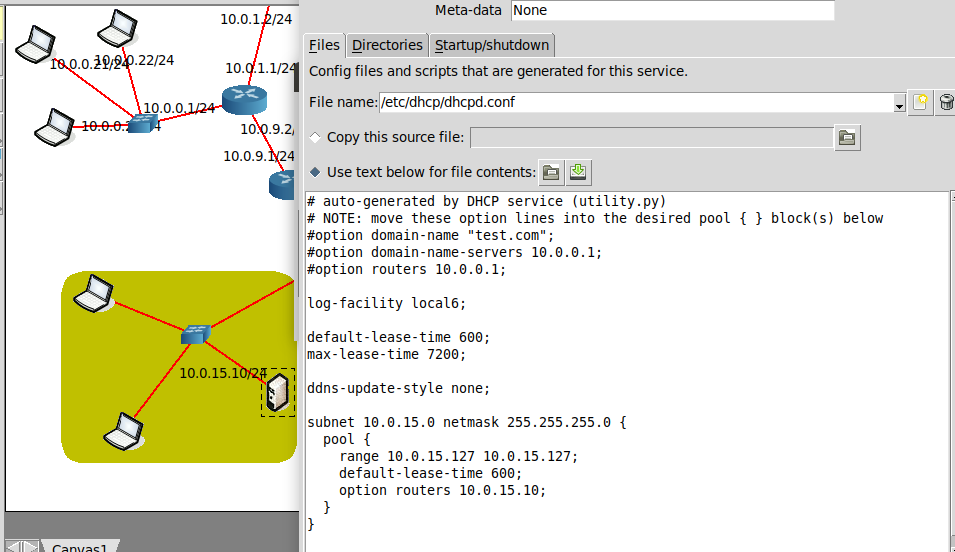 Meta-data None
Files Directories Startup/shutdown
Config files and scripts that are generated for this service.
File name: /etc/dhcp/dhcpd.conf
Copy this source file:
Use text below for file contents:
# auto-generated by DHCP service (utility.py)
# NOTE: move these option lines into the desired pool { } block(s) below
#option domain-name "test.com";
#option domain-name-servers 10.0.0.1;
#option routers 10.0.0.1;
log-facility local6;
default-lease-time 600;
max-lease-time 7200;
ddns-update-style none;
subnet 10.0.15.0 netmask 255.255.255.0 {
pool {
range 10.0.15.127 10.0.15.127;
default-lease-time 600;
option routers 10.0.15.10;
}
}
10.0.1.2/24
10.0.0.21/24
10.0.0.22/24
10.0.1.1/24
10.0.0.1/24
10.0.9.2/
10.0.9.1/24
10.0.15.10/24
Canvas1